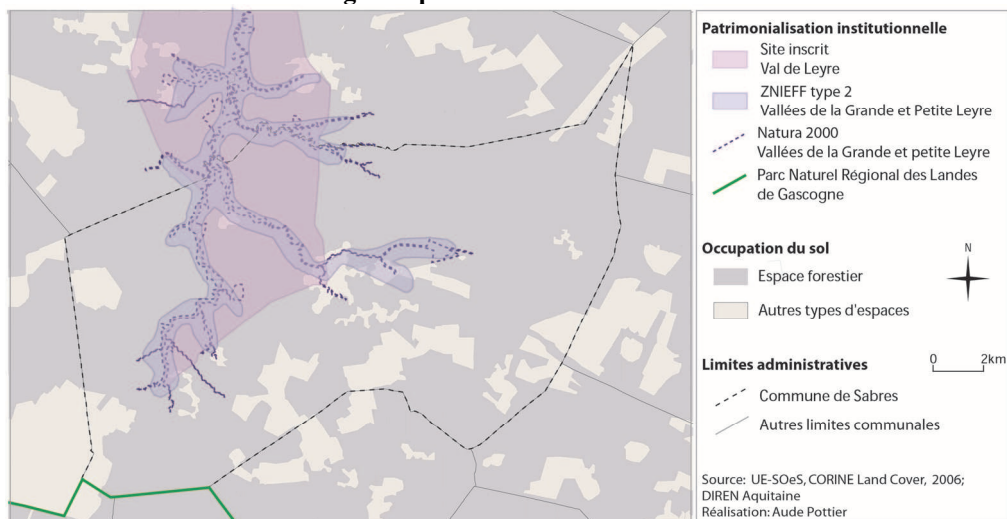 Patrimonialisation institutionnelle
Site inscrit
Val de Leyre
ZNIEFF type 2
Vallées de la Grande et Petite Leyre
Natura 2000
Vallées de la Grande et petite Leyre
Parc Naturel Régional des Landes
de Gascogne
Occupation du sol
Espace forestier
Autres types d'espaces
N
Limites administratives
0 2km
Commune de Sabres
Autres limites communales
Source: UE-SOeS, CORINE Land Cover, 2006;
DIREN Aquitaine
Réalisation: Aude Pottier